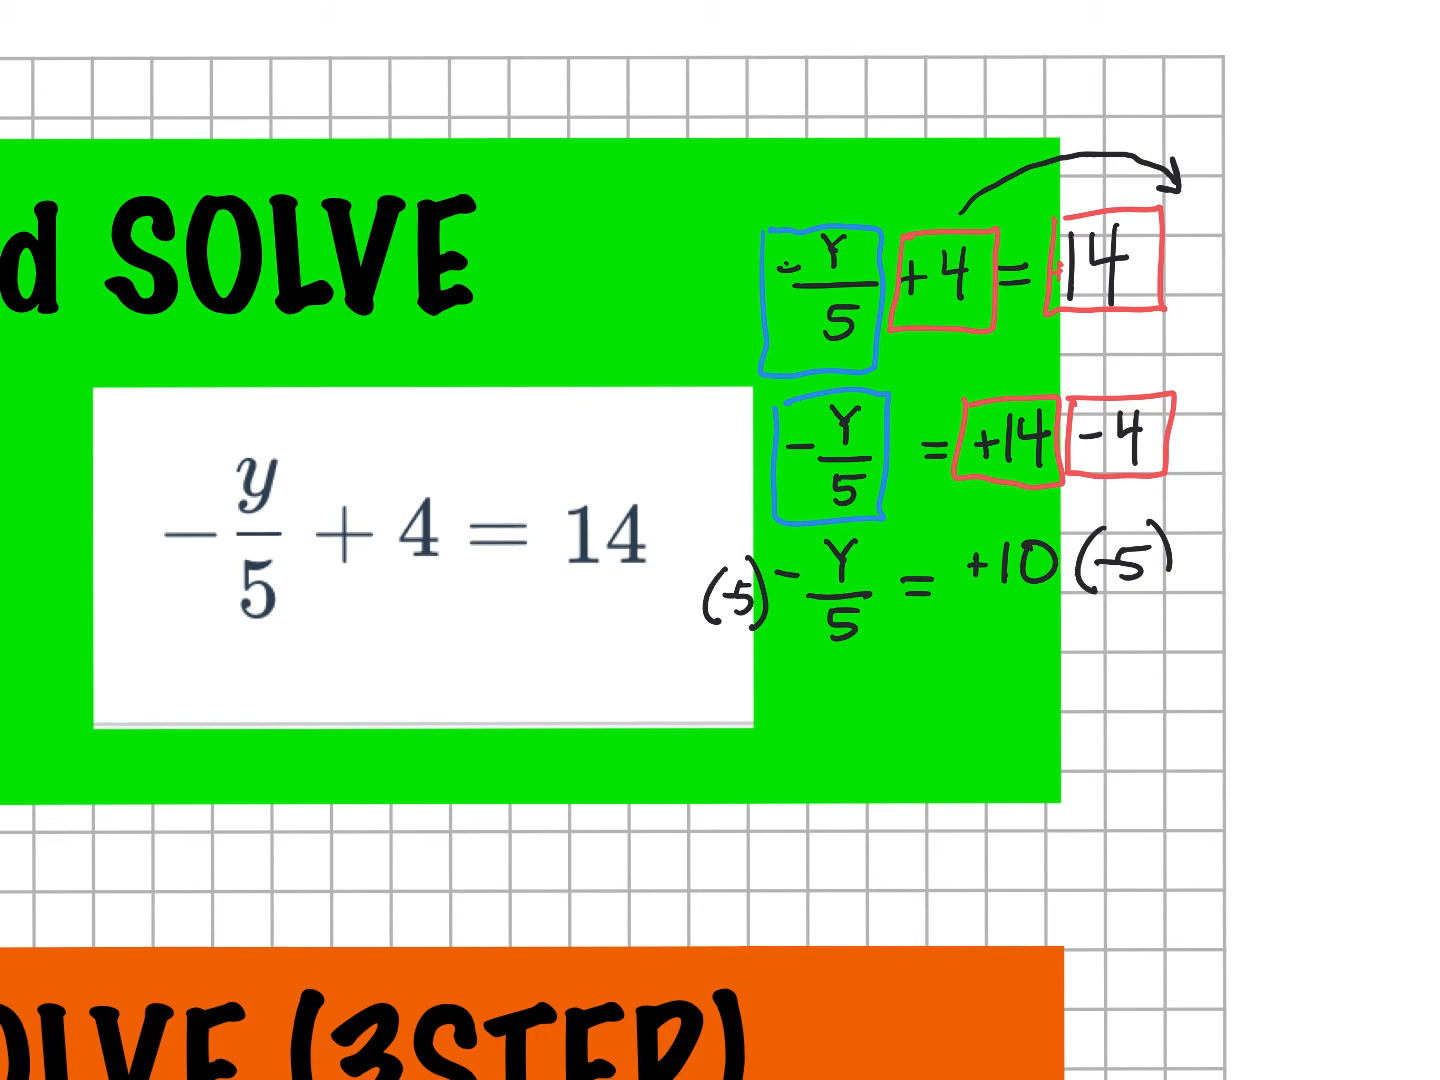 d SOLVE
-y/5 + 4 = 14
-Y/5 +4 = +14
-Y/5 = +14 -4
(-5) -Y/5 = +10 (-5)
OLVE (3STEP)